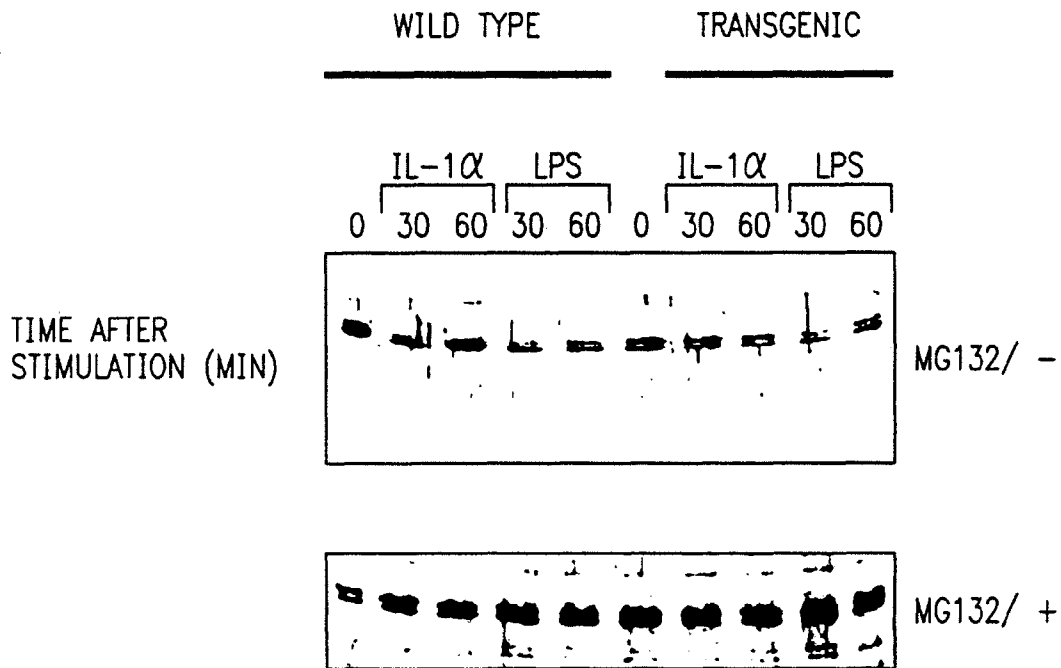 WILD TYPE TRANSGENIC
IL-1α LPS IL-1α LPS
0 30 60 30 60 0 30 60 30 60
TIME AFTER
STIMULATION (MIN)
MG132/ -
MG132/ +